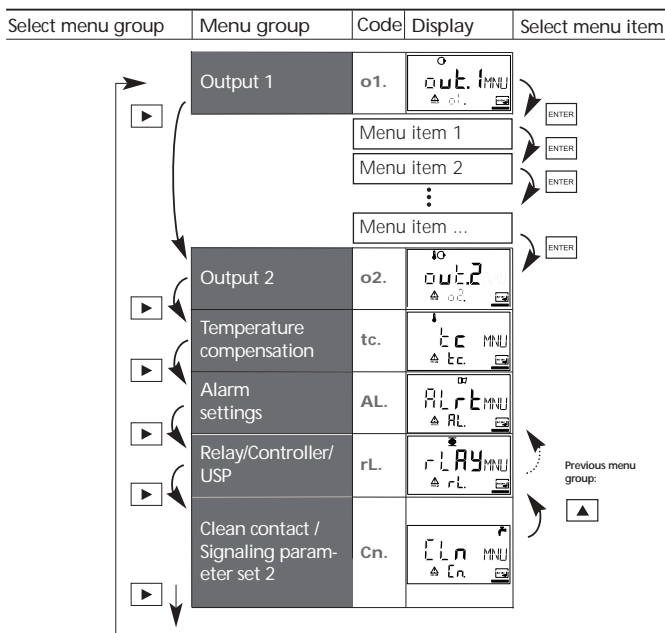 Select menu group Menu group Code Display Select menu item
Output 1 o1. out.1 MNU
o1.
ENTER
Menu item 1
ENTER
Menu item 2
ENTER
Menu item ...
ENTER
Output 2 o2. out.2
o2.
Temperature
compensation tc. tc MNU
tc.
Alarm
settings AL. ALrt MNU
AL.
Relay/Controller/
USP rL. rLAY MNU
rL.
Previous menu
group:
Clean contact /
Signaling param-
eter set 2 Cn. CLn MNU
Cn.